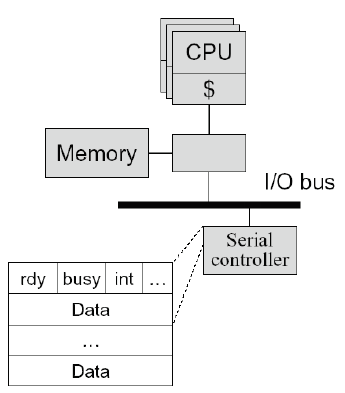 CPU
$
Memory
I/O bus
Serial
controller
rdy busy int ...
Data
...
Data